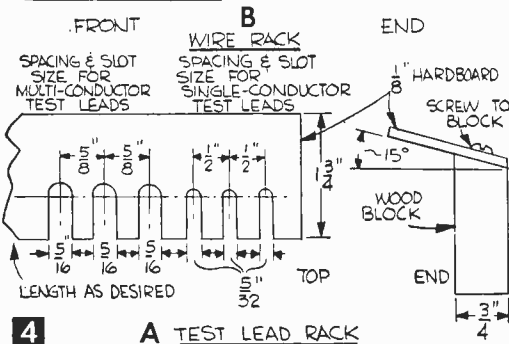 FRONT
B
END
WIRE RACK
SPACING & SLOT
SIZE FOR
MULTI-CONDUCTOR
TEST LEADS
SPACING & SLOT
SIZE FOR
SINGLE-CONDUCTOR
TEST LEADS
1/8" HARDBOARD
SCREW TO
BLOCK
5/8"
5/8"
1/2"
1/2"
1 3/4"
~15°
WOOD
BLOCK
5/16"
5/16"
5/16"
5/32"
TOP
END
LENGTH AS DESIRED
3/4"
4
A TEST LEAD RACK